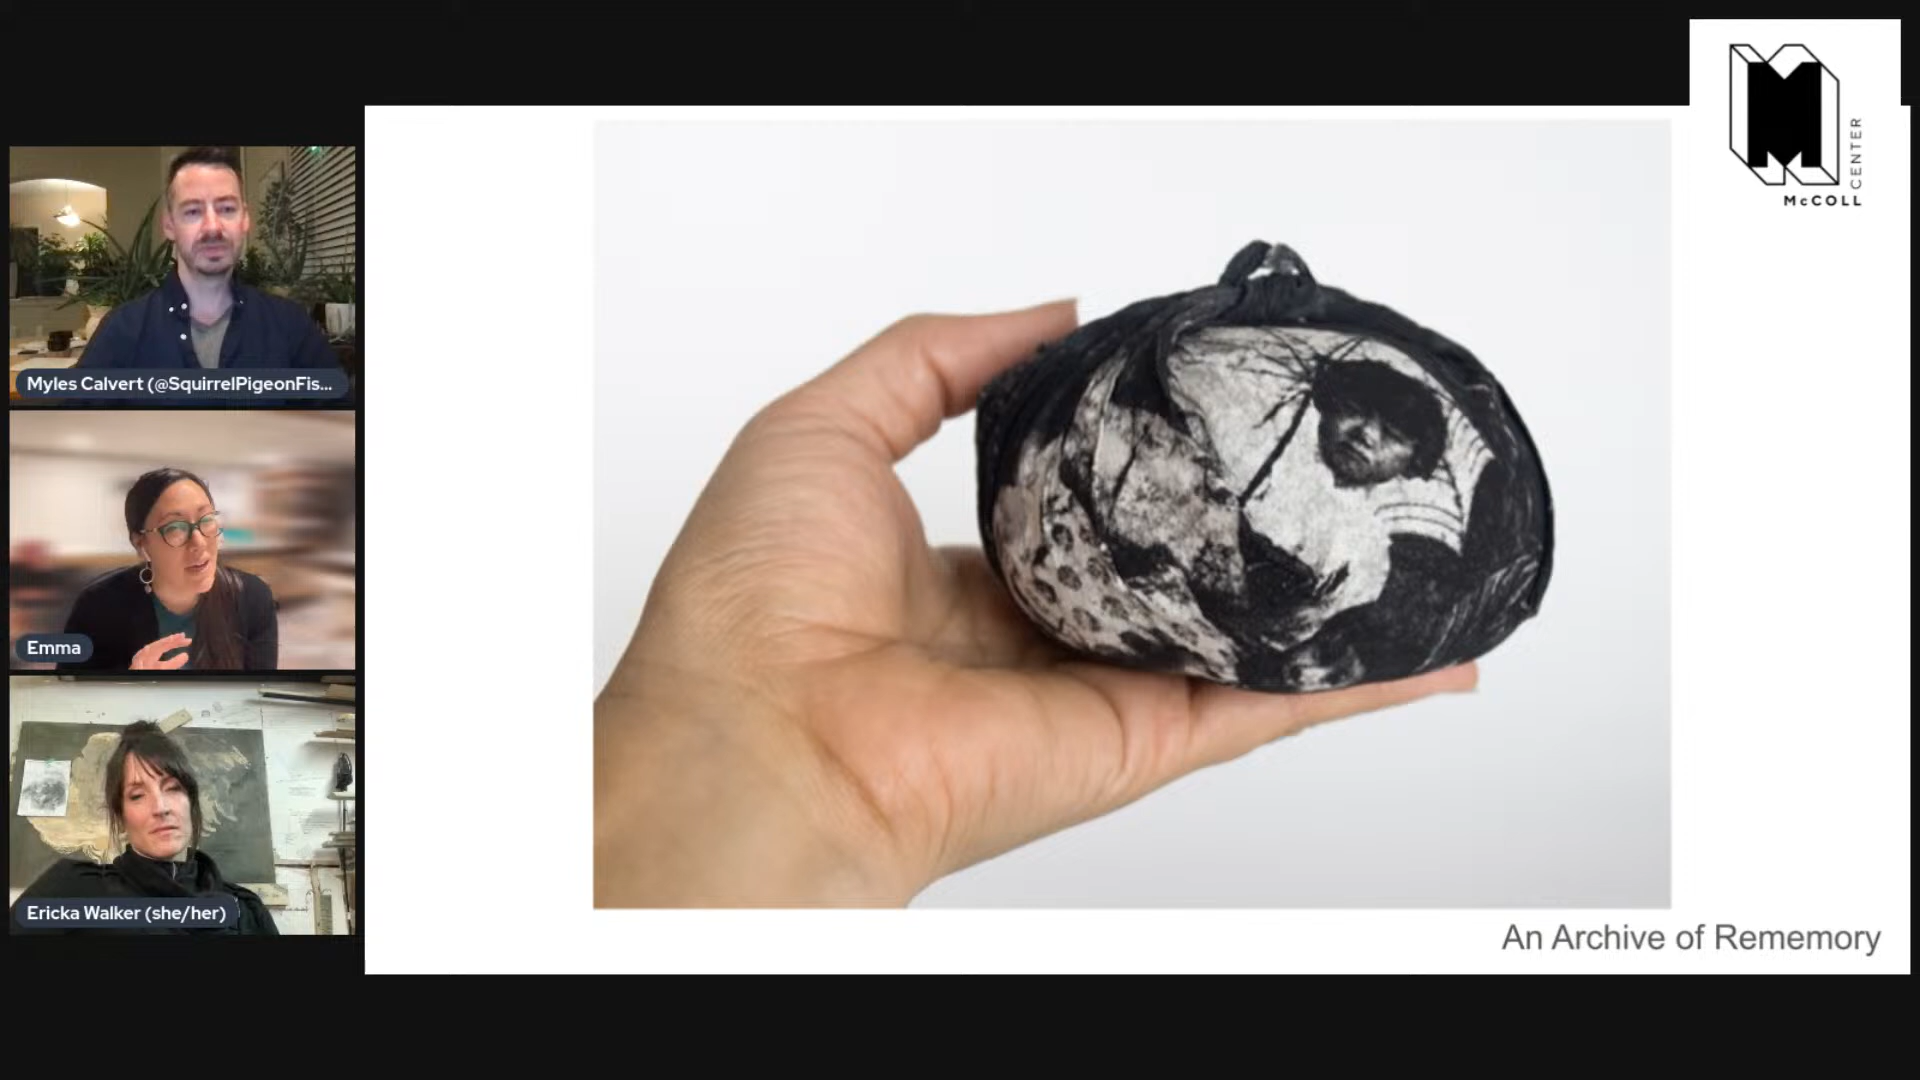 Myles Calvert (@SquirrelPigeonFis...
Emma
Ericka Walker (she/her)
M
CENTER
McCOLL
An Archive of Rememory